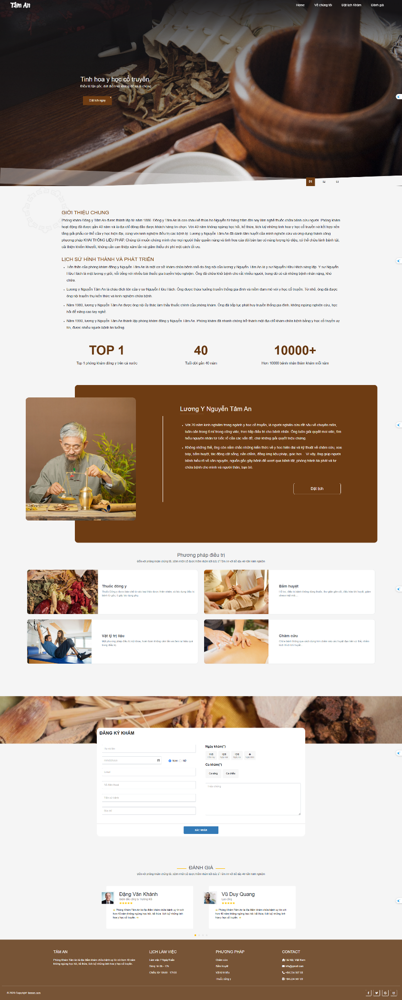 Tâm An
Home Về chúng tôi Đặt lịch Khám Đánh giá
Tinh hoa y học cổ truyền
Điều trị tận gốc, dứt điểm và không để lại di chứng
Đặt lịch ngay
01 02 03
GIỚI THIỆU CHUNG
Phòng khám Đông y Tâm An được thành lập từ năm 1886. Đông y Tâm An là con cháu kế thừa họ Nguyễn từ hàng trăm đời nay làm nghề thuốc chữa bệnh cứu người. Phòng khám
hoạt động đã được gần 40 năm và là địa chỉ đông đảo được khách hàng tin chọn. Với 40 năm không ngừng học hỏi, kế thừa, tích luỹ những tinh hoa y học cổ truyền và kết hợp nền
tảng giải phẫu cơ thể của y học hiện đại, cùng với kinh nghiệm điều trị các bệnh lý. Lương y Nguyễn Tâm An đã dành tâm huyết của mình nghiên cứu và ứng dụng thành công
phương pháp KHAI THÔNG LIỆU PHÁP. Chúng tôi muốn chứng minh cho mọi người thấy quyền năng và tinh hoa của đôi bàn tay có năng lượng kỳ diệu, có thể chữa lành bệnh tật,
cải thiện khiếm khuyết, không cần can thiệp xâm lấn và giảm thiểu chi phí một cách tối ưu.
LỊCH SỬ HÌNH THÀNH VÀ PHÁT TRIỂN
Tiền thân của phòng khám đông y Nguyễn Tâm An là một cơ sở khám chữa bệnh nhỏ do ông nội của lương y Nguyễn Tâm An là y sư Nguyễn Hữu Hách sáng lập. Y sư Nguyễn
Hữu Hách là một lương y giỏi, nổi tiếng với nhiều bài thuốc gia truyền hiệu nghiệm. Ông đã chữa khỏi bệnh cho rất nhiều người, trong đó có cả những bệnh nhân nặng, khó
chữa.
Lương y Nguyễn Tâm An là cháu đích tôn của y sư Nguyễn Hữu Hách. Ông được thừa hưởng truyền thống gia đình và niềm đam mê với y học cổ truyền. Từ nhỏ, ông đã được
ông nội truyền thụ kiến thức và kinh nghiệm chữa bệnh.
Năm 1980, lương y Nguyễn Tâm An được ông nội ủy thác làm thầy thuốc chính của phòng khám. Ông đã tiếp tục phát huy truyền thống gia đình, không ngừng nghiên cứu, học
hỏi để nâng cao tay nghề.
Năm 1990, lương y Nguyễn Tâm An thành lập phòng khám đông y Nguyễn Tâm An. Phòng khám đã nhanh chóng trở thành một địa chỉ khám chữa bệnh bằng y học cổ truyền uy
tín, được nhiều người bệnh tin tưởng.
TOP 1 40 10000+
Top 1 phòng khám đông y trên cả nước Tuổi đời gần 40 năm Hơn 10000 bệnh nhân thăm khám mỗi năm
Lương Y Nguyễn Tâm An
Với 20 năm kinh nghiệm trong ngành y học cổ truyền, là người nghiên cứu rất sâu về chuyên môn,
luôn cẩn trọng tỉ mỉ trong công việc, trực tiếp điều trị cho bệnh nhân. Ông luôn giải quyết mọi việc, tìm
hiểu nguyên nhân từ Gốc rễ của các vấn đề, chứ không giải quyết triệu chứng.
Không những thế, ông còn nắm chắc những kiến thức về y học hiện đại và kỹ thuật về châm cứu, xoa
bóp, bấm huyệt, tác động cột sống, nắn chỉnh, đông ứng liệu pháp, giác hơi… Vì vậy, ông giúp người
bệnh hiểu rõ về căn nguyên, nguồn gốc gây bệnh để vượt qua bệnh tật, phòng tránh tái phát và tự
chữa bệnh cho mình và người thân, bạn bè.
Đặt lịch
Phương pháp điều trị
Đến với phòng khám chúng tôi, bệnh nhân sẽ được thăm khám bởi bác sĩ Tâm An với bề dày 40 năm kinh nghiệm
Thuốc đông y
Thuốc Đông y được bào chế từ các loại thảo dược thiên nhiên, có tác dụng điều trị
bệnh từ gốc, ít gây tác dụng phụ.
Bấm huyệt
Hỗ trợ, điều trị bệnh không dùng thuốc, thư giãn gân cốt, điều hòa khí huyết, giảm
stress mệt mỏi...
Vật lý trị liệu
Một phương pháp điều trị nội khoa, hoàn toàn không xâm lấn và đem lại hiệu quả
trong điều trị.
Châm cứu
Chữa bệnh thông qua cách dùng kim châm vào các huyệt đạo trên cơ thể, nhằm
kích thích khí huyết...
ĐĂNG KÝ KHÁM
Họ và tên
mm/dd/yyyy Nam Nữ
Email
Số điện thoại
Tiền sử bệnh
Địa chỉ
Ngày khám(*)
Hôm nay Ngày mai Ngày kia Ngày khác
Ca khám(*)
Ca sáng Ca chiều
Triệu chứng
XÁC NHẬN
ĐÁNH GIÁ
Đến với phòng khám chúng tôi, bệnh nhân sẽ được thăm khám bởi bác sĩ Tâm An với bề dày 40 năm kinh nghiệm
Đặng Văn Khánh
Giám đốc công ty Trường Hải
Phòng Khám Tâm An là địa điểm khám chữa bệnh uy tín với
hơn 40 năm không ngừng học hỏi, kế thừa, tích luỹ những tinh
hoa y học cổ truyền.
Vũ Duy Quang
Lao công
Phòng Khám Tâm An là địa điểm khám chữa bệnh uy tín với
hơn 40 năm không ngừng học hỏi, kế thừa, tích luỹ những tinh
hoa y học cổ truyền.
TÂM AN
Phòng Khám Tâm An là địa điểm khám chữa bệnh uy tín với hơn 40 năm
không ngừng học hỏi, kế thừa, tích luỹ những tinh hoa y học cổ truyền.
LỊCH LÀM VIỆC
Làm việc 7 Ngày/Tuần
Sáng: từ 8h - 12h
Chiều: từ 13h30 - 17h30
PHƯƠNG PHÁP
Châm cứu
Bấm Huyệt
Vật lý trị liệu
Thuốc đông y
CONTACT
Hà Nội, Việt Nam
info@gmail.com
+84 234 567 88
+84 234 567 89
© 2020 Copyright: taman.com